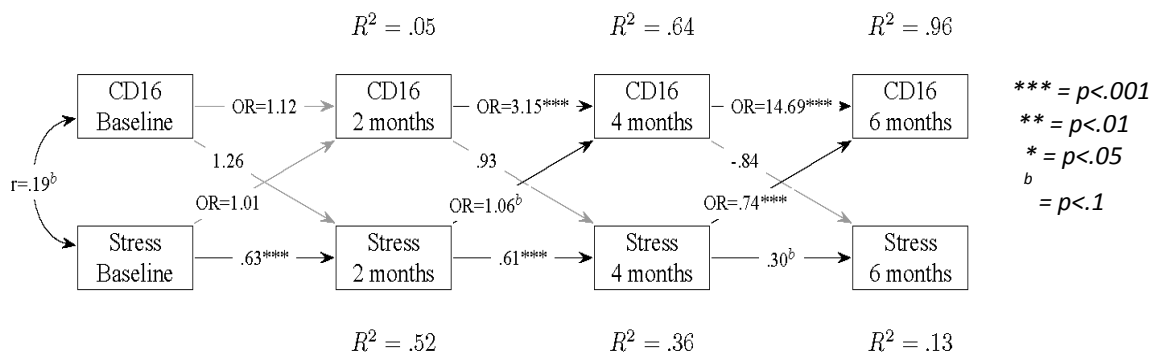 R² = .05 R² = .64 R² = .96
CD16 Baseline
OR=1.12
CD16 2 months
OR=3.15***
CD16 4 months
OR=14.69***
CD16 6 months
*** = p<.001
** = p<.01
* = p<.05
b = p<.1
r=.19ᵇ
1.26
OR=1.01
.93
OR=1.06ᵇ
-.84
OR=.74***
Stress Baseline
.63***
Stress 2 months
.61***
Stress 4 months
.30ᵇ
Stress 6 months
R² = .52 R² = .36 R² = .13